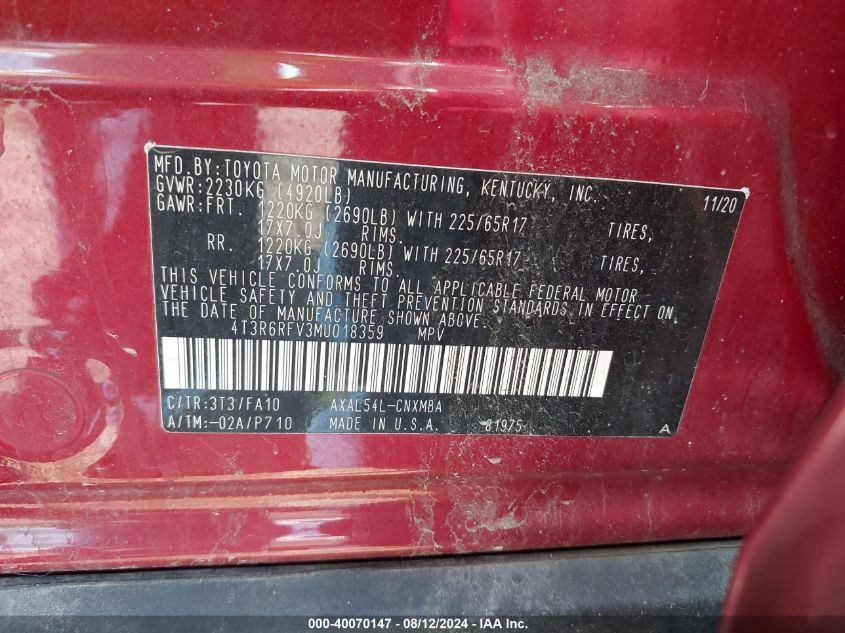 MFD.BY:TOYOTA MOTOR MANUFACTURING, KENTUCKY, INC. 11/20
GVWR:2230KG (4920LB)
GAWR:FRT. 1220KG (2690LB) WITH 225/65R17 TIRES,
17X7.0J RIMS.
RR. 1220KG (2690LB) WITH 225/65R17 TIRES,
17X7.0J RIMS.
THIS VEHICLE CONFORMS TO ALL APPLICABLE FEDERAL MOTOR
VEHICLE SAFETY AND THEFT PREVENTION STANDARDS IN EFFECT ON
THE DATE OF MANUFACTURE SHOWN ABOVE.
4T3R6RFV3MU018359 MPV
C/TR:3T3/FA10 AXAL54L-CNXMBA
A/TM:-02A/P710 MADE IN U.S.A. 81975 A
000-40070147 - 08/12/2024 - Copyright © 2024 IAA, Inc.